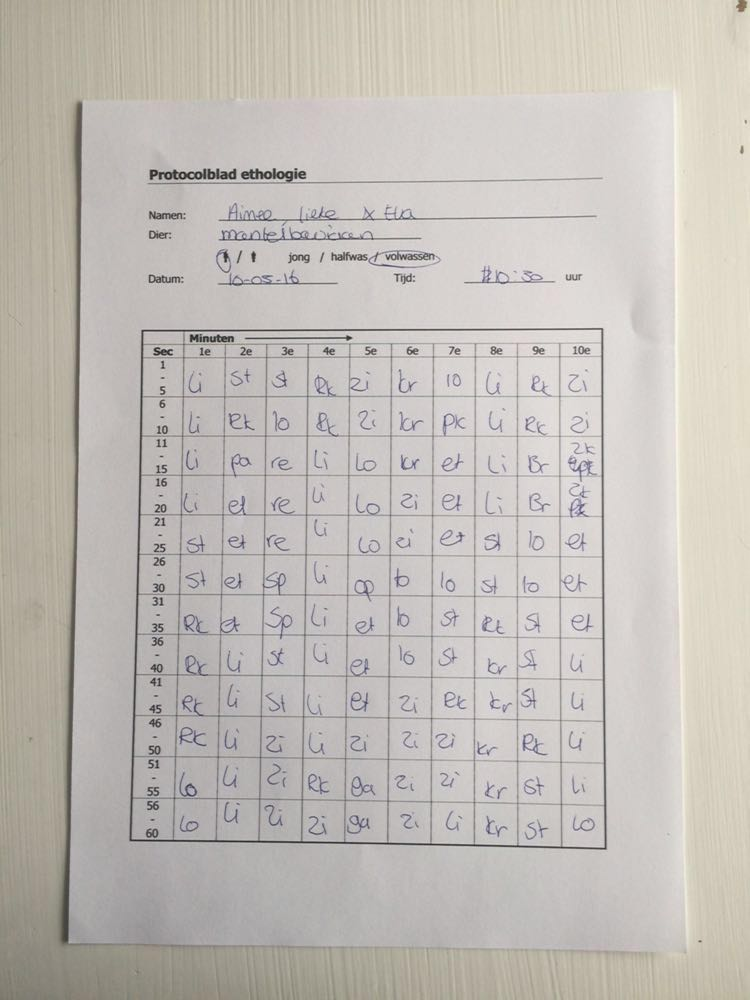 Protocolblad ethologie
Namen: Aimee, lieke & Eva
Dier: mantelbavianen
/ jong / halfwas / volwassen
Datum: 10-05-16 Tijd: 10:30 uur
Minuten
Sec 1e 2e 3e 4e 5e 6e 7e 8e 9e 10e
1 - 5 Li St St Rk Zi kr lo Li Rk Zi
6 - 10 Li Rk lo Rk Zi kr pk Li Rk Zi
11 - 15 Li pa re Li Lo kr et Li Br Zk
16 - 20 Li et re Li Lo zi et Li Br Zk
21 - 25 St et re Li Lo zi et st lo et
26 - 30 St et Sp Li op lo lo st lo et
31 - 35 Rk et Sp Li et lo St Rk St et
36 - 40 Rk Li St Li et lo St kr St Li
41 - 45 Rk Li St Li et Zi Rk kr St Li
46 - 50 Rk Li Zi Li Zi Zi Zi kr Rk Li
51 - 55 Lo Li Zi Rk ga Zi Zi kr St Li
56 - 60 Lo Li Zi Zi ga Zi Li kr St Lo